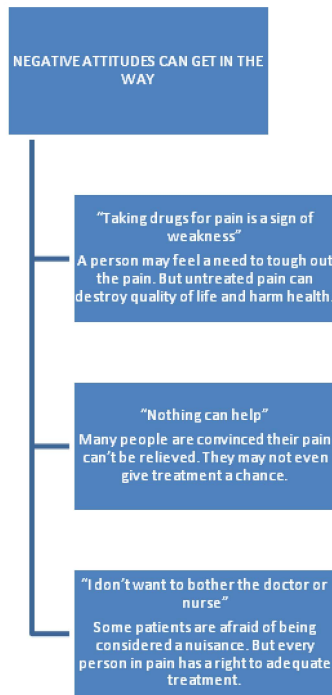 NEGATIVE ATTITUDES CAN GET IN THE
WAY
“Taking drugs for pain is a sign of
weakness”
A person may feel a need to tough out
the pain. But untreated pain can
destroy quality of life and harm health.
“Nothing can help”
Many people are convinced their pain
can’t be relieved. They may not even
give treatment a chance.
“I don’t want to bother the doctor or
nurse”
Some patients are afraid of being
considered a nuisance. But every
person in pain has a right to adequate
treatment.